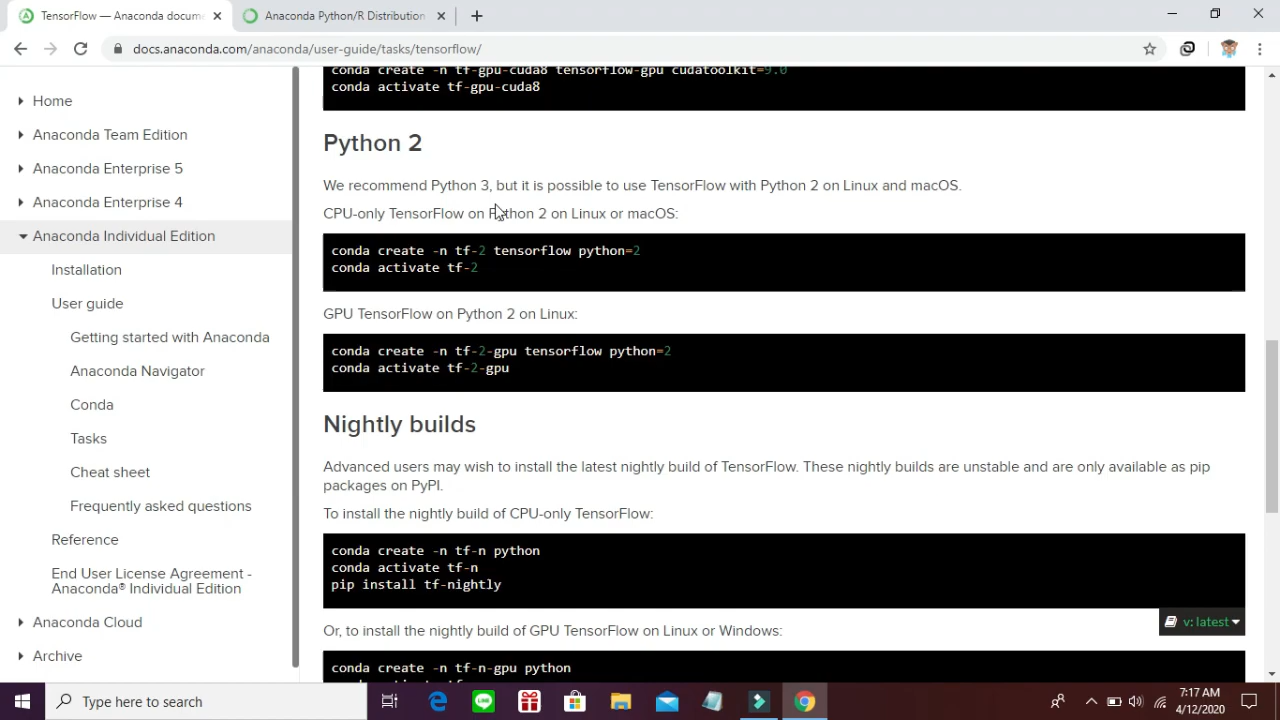 TensorFlow — Anaconda docume
Anaconda Python/R Distribution
docs.anaconda.com/anaconda/user-guide/tasks/tensorflow/
Home
Anaconda Team Edition
Anaconda Enterprise 5
Anaconda Enterprise 4
Anaconda Individual Edition
Installation
User guide
Getting started with Anaconda
Anaconda Navigator
Conda
Tasks
Cheat sheet
Frequently asked questions
Reference
End User License Agreement -
Anaconda® Individual Edition
Anaconda Cloud
Archive
conda create -n tf-gpu-cuda8 tensorflow-gpu cudatoolkit=9.0
conda activate tf-gpu-cuda8
Python 2
We recommend Python 3, but it is possible to use TensorFlow with Python 2 on Linux and macOS.
CPU-only TensorFlow on Python 2 on Linux or macOS:
conda create -n tf-2 tensorflow python=2
conda activate tf-2
GPU TensorFlow on Python 2 on Linux:
conda create -n tf-2-gpu tensorflow python=2
conda activate tf-2-gpu
Nightly builds
Advanced users may wish to install the latest nightly build of TensorFlow. These nightly builds are unstable and are only available as pip
packages on PyPI.
To install the nightly build of CPU-only TensorFlow:
conda create -n tf-n python
conda activate tf-n
pip install tf-nightly
v: latest
Or, to install the nightly build of GPU TensorFlow on Linux or Windows:
conda create -n tf-n-gpu python
Type here to search
7:17 AM
4/12/2020